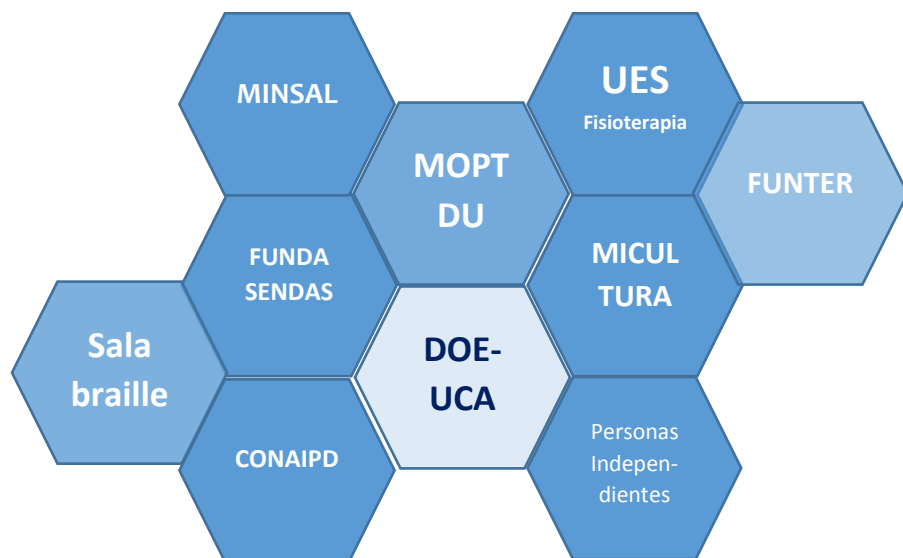 MINSAL
UES
Fisioterapia
MOPT
DU
FUNTER
FUNDA
SENDAS
MICUL
TURA
Sala
braille
DOE-
UCA
CONAIPD
Personas
Indepen-
dientes